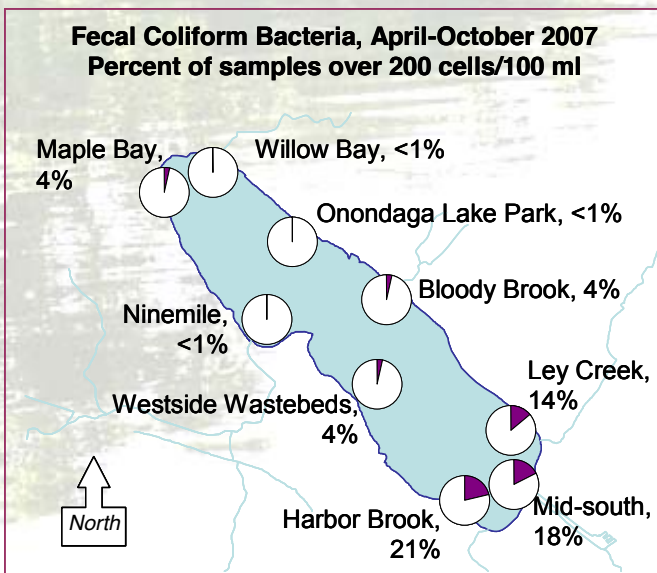 Fecal Coliform Bacteria, April-October 2007
Percent of samples over 200 cells/100 ml
Maple Bay,
4%
Willow Bay, <1%
Onondaga Lake Park, <1%
Bloody Brook, 4%
Ninemile,
<1%
Ley Creek,
14%
Westside Wastebeds,
4%
Mid-south,
18%
Harbor Brook,
21%
North